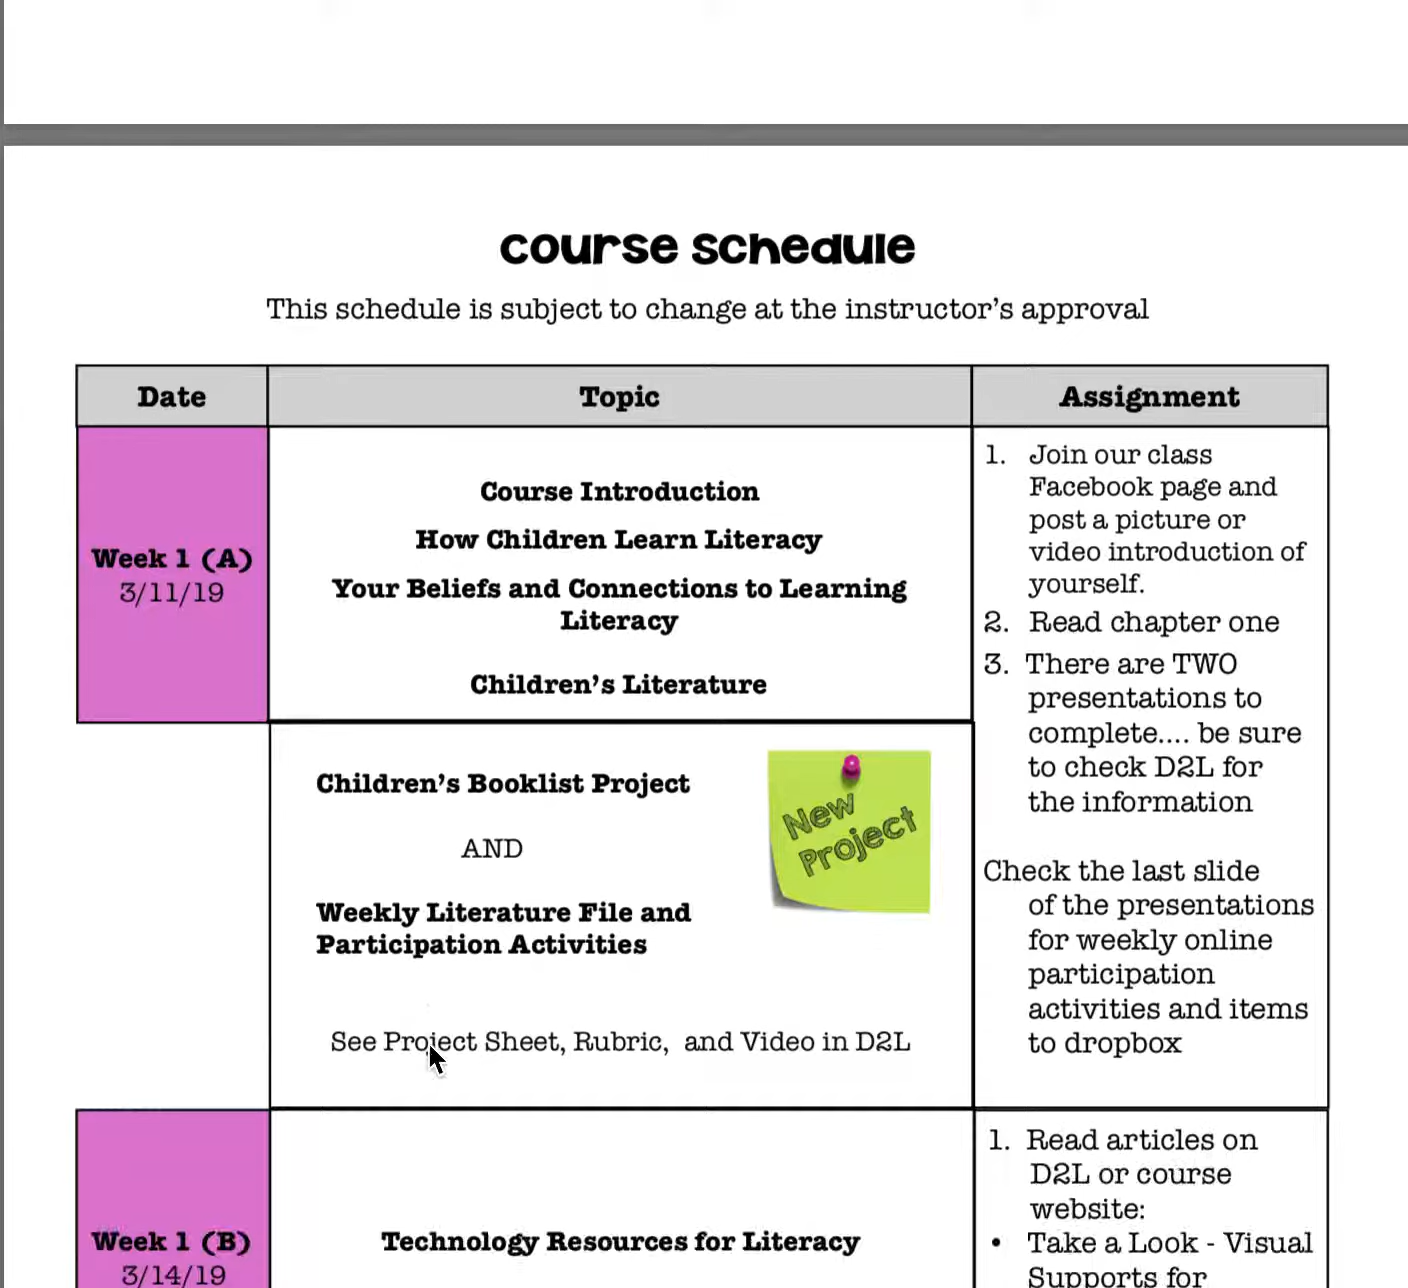 course schedule
This schedule is subject to change at the instructor's approval
Date
Topic
Assignment
Week 1 (A)
3/11/19
Course Introduction
How Children Learn Literacy
Your Beliefs and Connections to Learning
Literacy
Children's Literature
1. Join our class
Facebook page and
post a picture or
video introduction of
yourself.
2. Read chapter one
3. There are TWO
presentations to
complete.... be sure
to check D2L for
the information
Check the last slide
of the presentations
for weekly online
participation
activities and items
to dropbox
Children's Booklist Project
AND
Weekly Literature File and
Participation Activities
New
Project
See Project Sheet, Rubric,  and Video in D2L
Week 1 (B)
3/14/19
Technology Resources for Literacy
1. Read articles on
D2L or course
website:
• Take a Look - Visual
Supports for